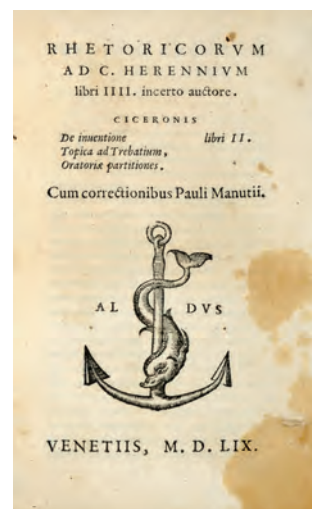 RHETORICORVM
AD C. HERENNIVM
libri IIII. incerto auctore.
CICERONIS
De inuentione libri II.
Topica ad Trebatium,
Oratoriæ partitiones.
Cum correctionibus Pauli Manutii.
AL DVS
VENETIIS, M. D. LIX.